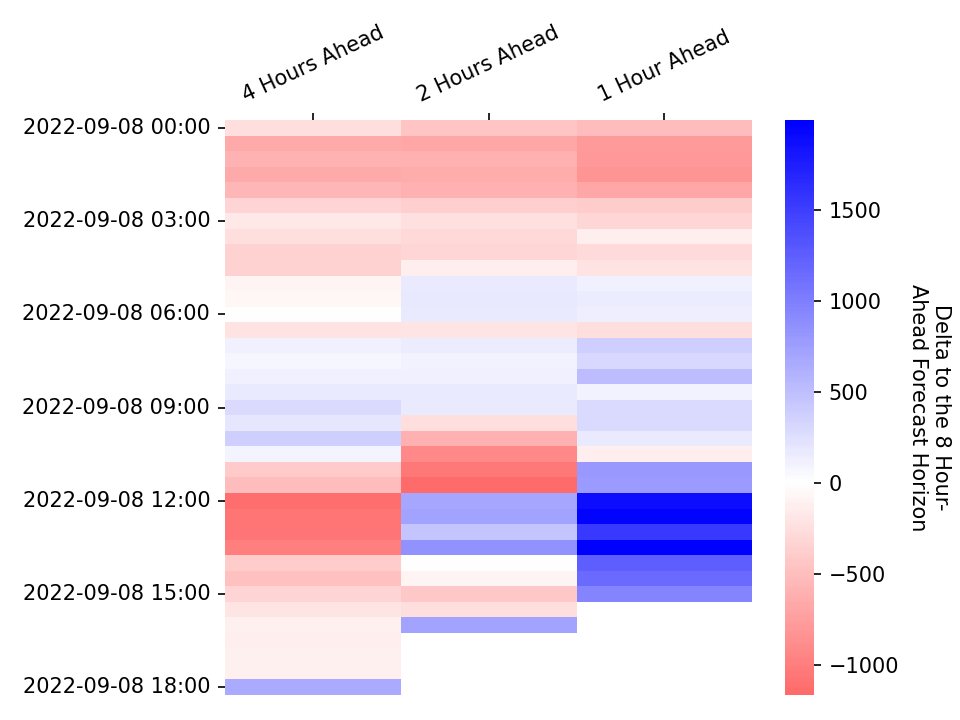 4 Hours Ahead
2 Hours Ahead
1 Hour Ahead
2022-09-08 00:00
2022-09-08 03:00
2022-09-08 06:00
2022-09-08 09:00
2022-09-08 12:00
2022-09-08 15:00
2022-09-08 18:00
1500
1000
500
0
−500
−1000
Delta to the 8 Hour-
Ahead Forecast Horizon